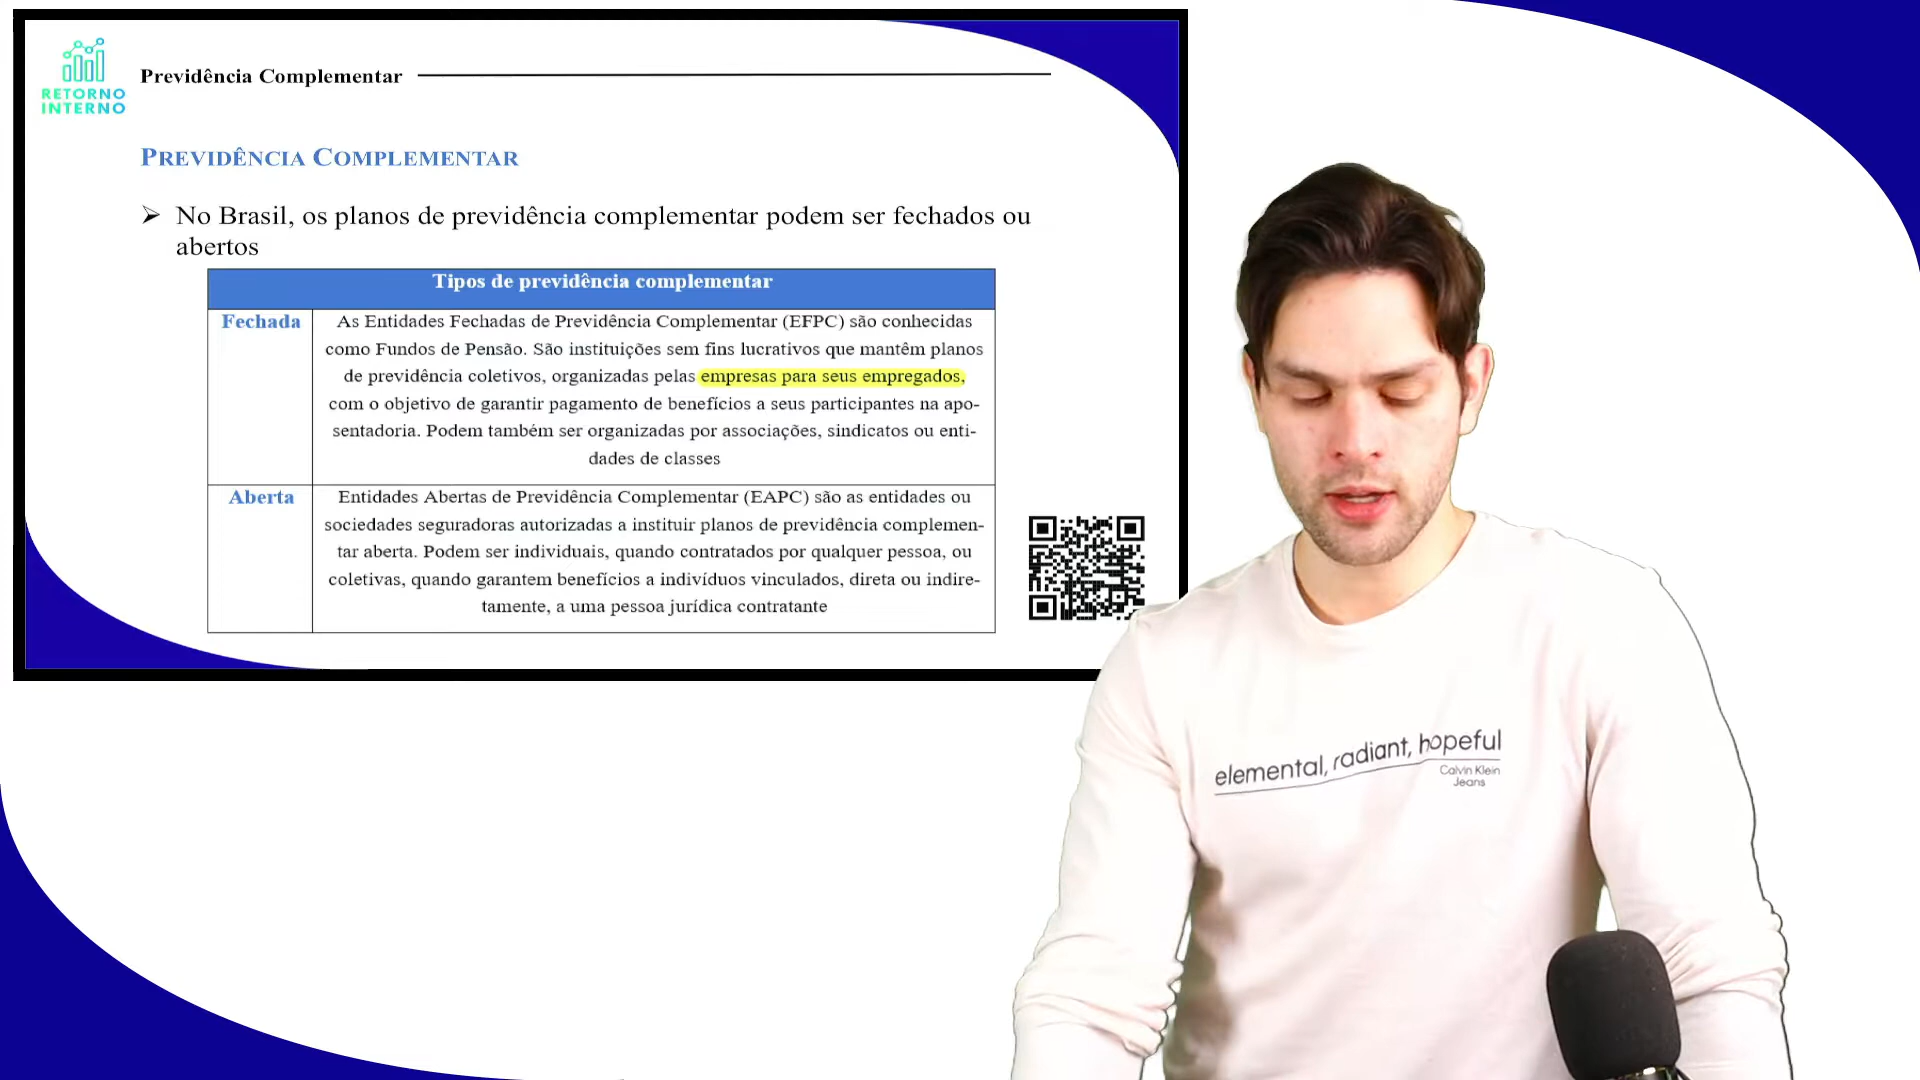 RETORNO
INTERNO
Previdência Complementar
PREVIDÊNCIA COMPLEMENTAR
➢ No Brasil, os planos de previdência complementar podem ser fechados ou
abertos
Tipos de previdência complementar
Fechada
As Entidades Fechadas de Previdência Complementar (EFPC) são conhecidas
como Fundos de Pensão. São instituições sem fins lucrativos que mantêm planos
de previdência coletivos, organizadas pelas empresas para seus empregados,
com o objetivo de garantir pagamento de benefícios a seus participantes na apo-
sentadoria. Podem também ser organizadas por associações, sindicatos ou enti-
dades de classes
Aberta
Entidades Abertas de Previdência Complementar (EAPC) são as entidades ou
sociedades seguradoras autorizadas a instituir planos de previdência complemen-
tar aberta. Podem ser individuais, quando contratados por qualquer pessoa, ou
coletivas, quando garantem benefícios a indivíduos vinculados, direta ou indire-
tamente, a uma pessoa jurídica contratante
elemental, radiant, hopeful
Calvin Klein
Jeans